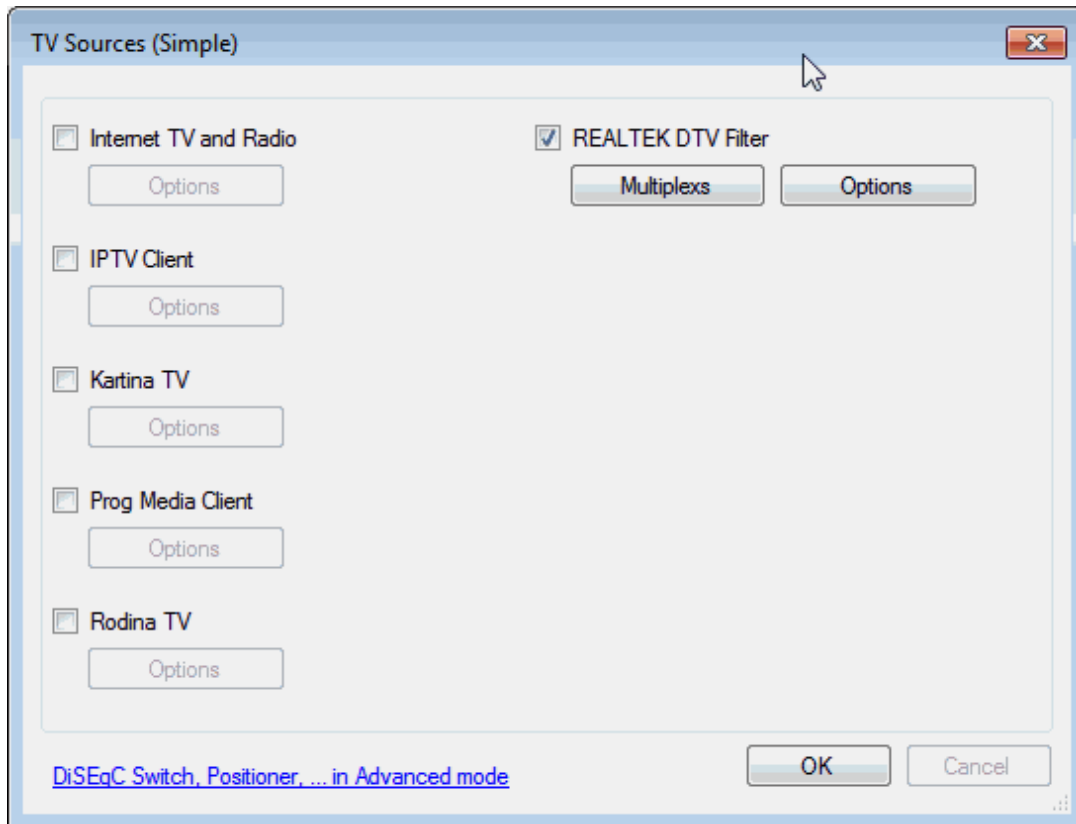 TV Sources (Simple)
Internet TV and Radio
Options
IPTV Client
Options
Kartina TV
Options
Prog Media Client
Options
Rodina TV
Options
REALTEK DTV Filter
Multiplexs Options
DiSEqC Switch, Positioner, ... in Advanced mode
OK Cancel